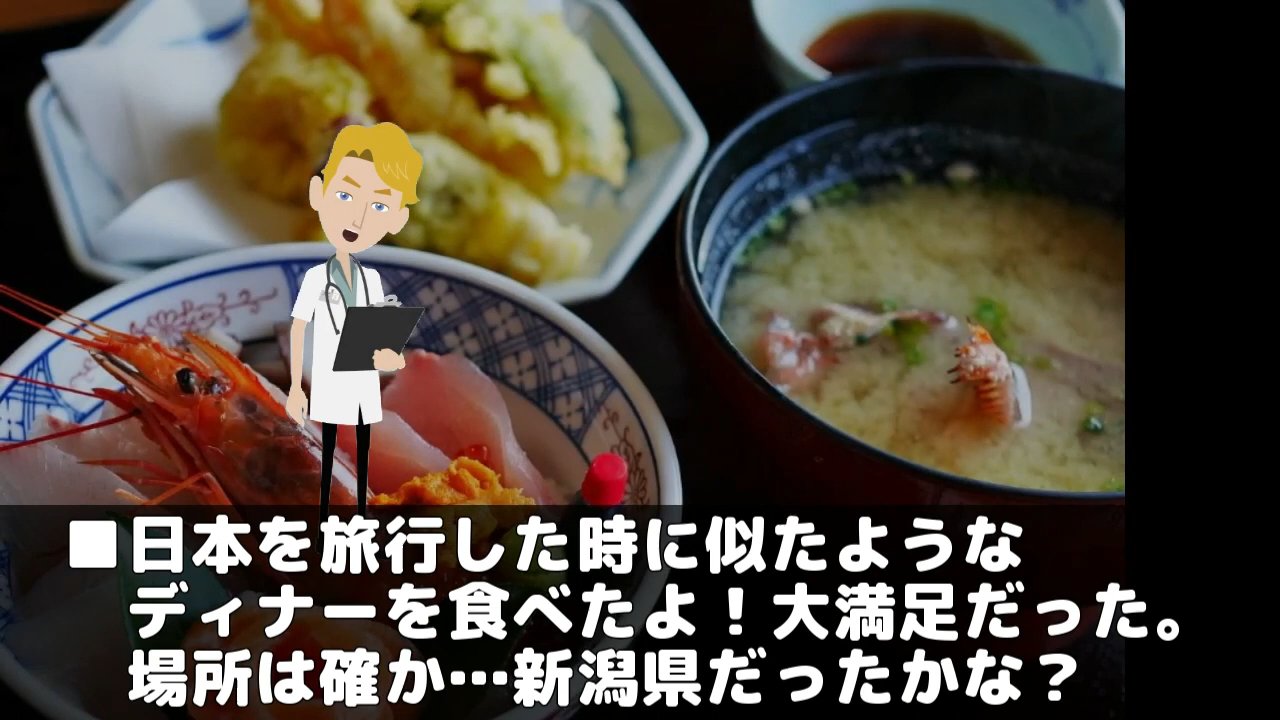 ■日本を旅行した時に似たような
ディナーを食べたよ！大満足だった。
場所は確か…新潟県だったかな？